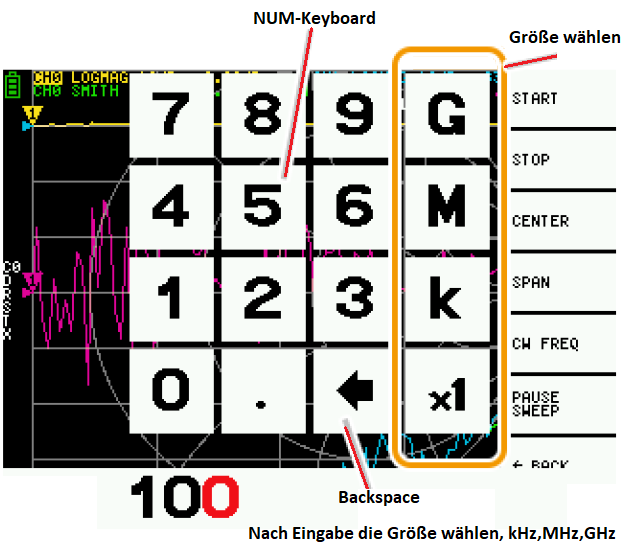 NUM-Keyboard
Größe wählen
CH0 LOGMAG
CH0 SMITH
7 8 9 G
4 5 6 M
1 2 3 k
0 . ← x1
START
STOP
CENTER
SPAN
CW FREQ
PAUSE
SWEEP
← BACK
100
Backspace
Nach Eingabe die Größe wählen, kHz,MHz,GHz